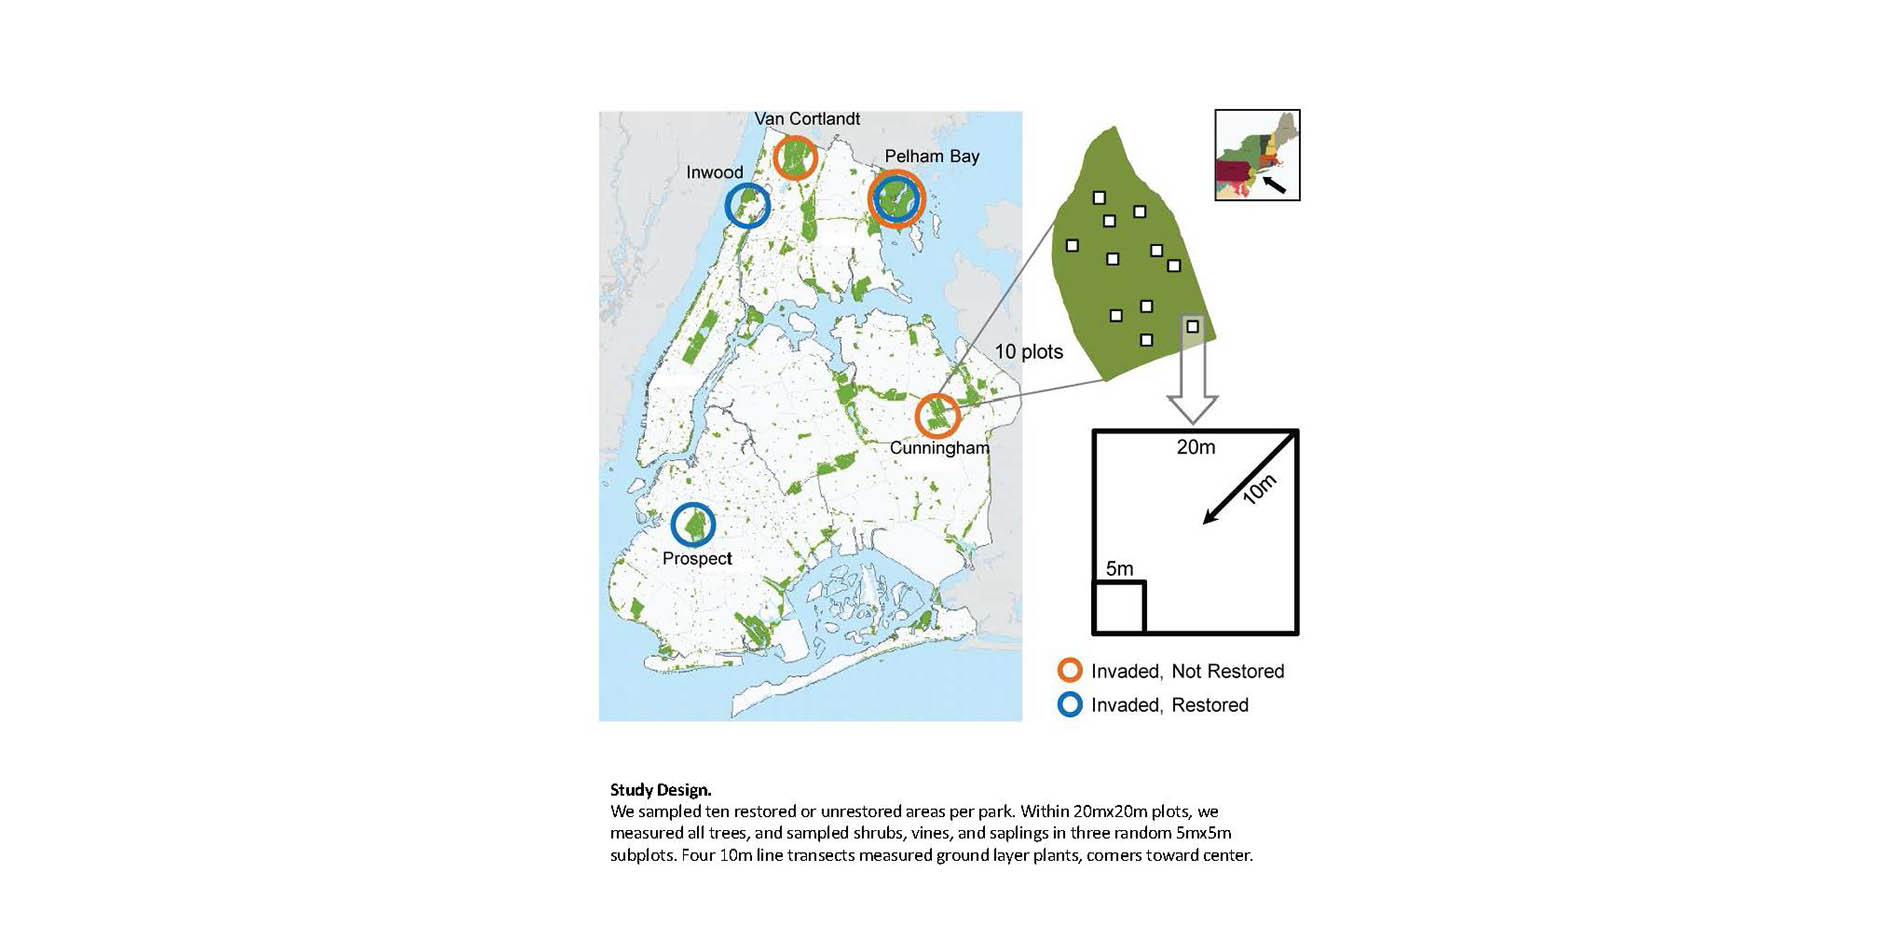 Van Cortlandt
Pelham Bay
Inwood
10 plots
Cunningham
20m
10m
5m
Prospect
Invaded, Not Restored
Invaded, Restored
Study Design.
We sampled ten restored or unrestored areas per park. Within 20mx20m plots, we
measured all trees, and sampled shrubs, vines, and saplings in three random 5mx5m
subplots. Four 10m line transects measured ground layer plants, corners toward center.